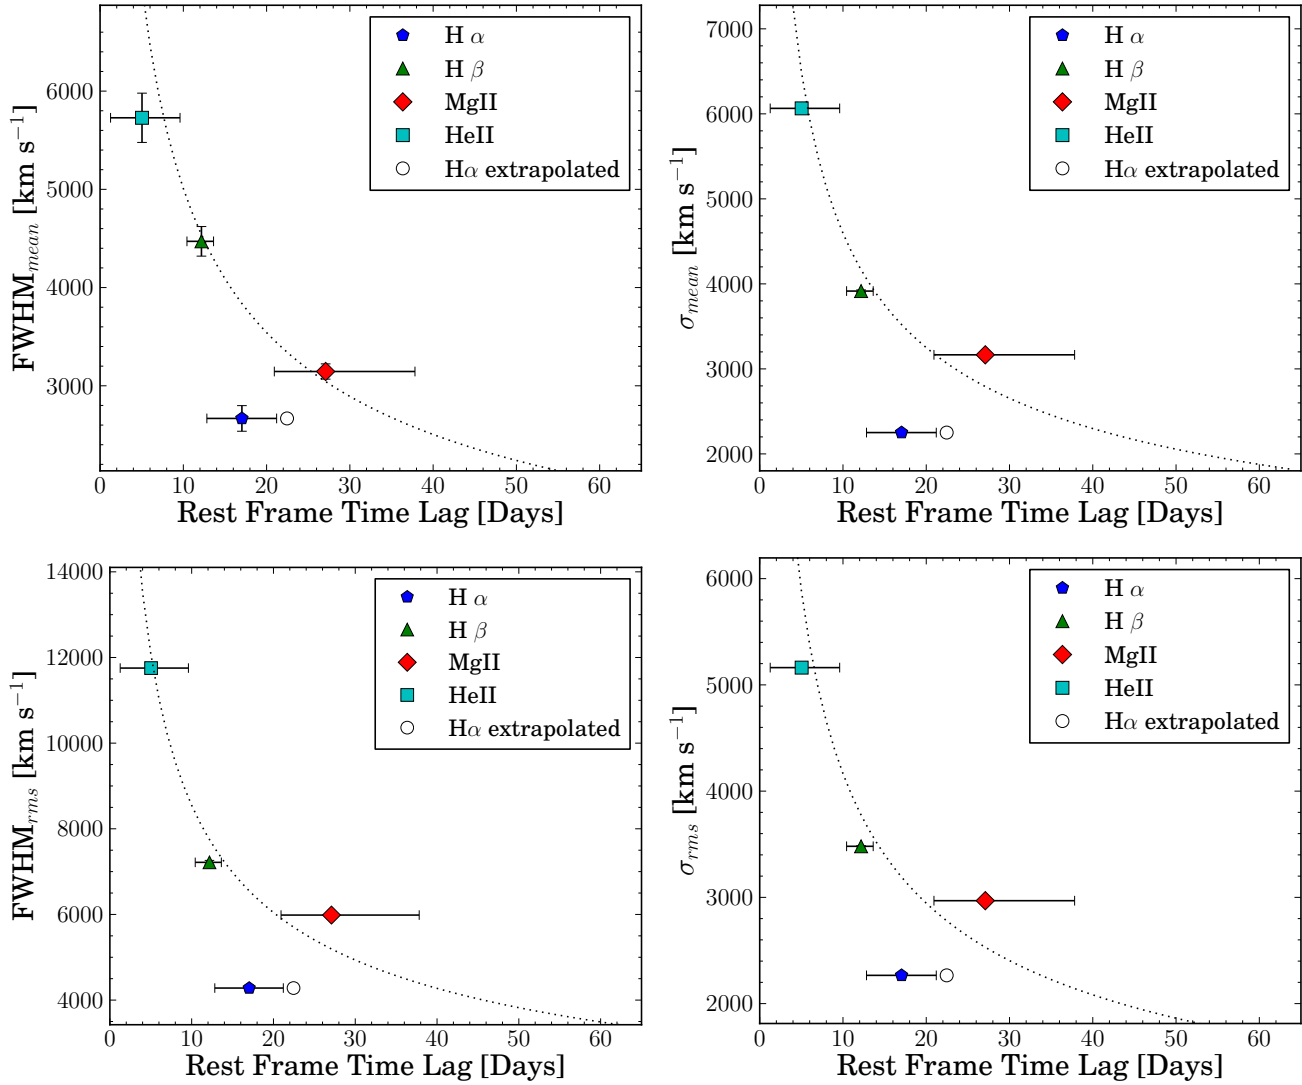 H α
H β
MgII
HeII
Hα extrapolated
6000
5000
4000
3000
FWHM_mean [km s⁻¹]
0 10 20 30 40 50 60
Rest Frame Time Lag [Days]
H α
H β
MgII
HeII
Hα extrapolated
7000
6000
5000
4000
3000
2000
σ_mean [km s⁻¹]
0 10 20 30 40 50 60
Rest Frame Time Lag [Days]
H α
H β
MgII
HeII
Hα extrapolated
14000
12000
10000
8000
6000
4000
FWHM_rms [km s⁻¹]
0 10 20 30 40 50 60
Rest Frame Time Lag [Days]
H α
H β
MgII
HeII
Hα extrapolated
6000
5000
4000
3000
2000
σ_rms [km s⁻¹]
0 10 20 30 40 50 60
Rest Frame Time Lag [Days]